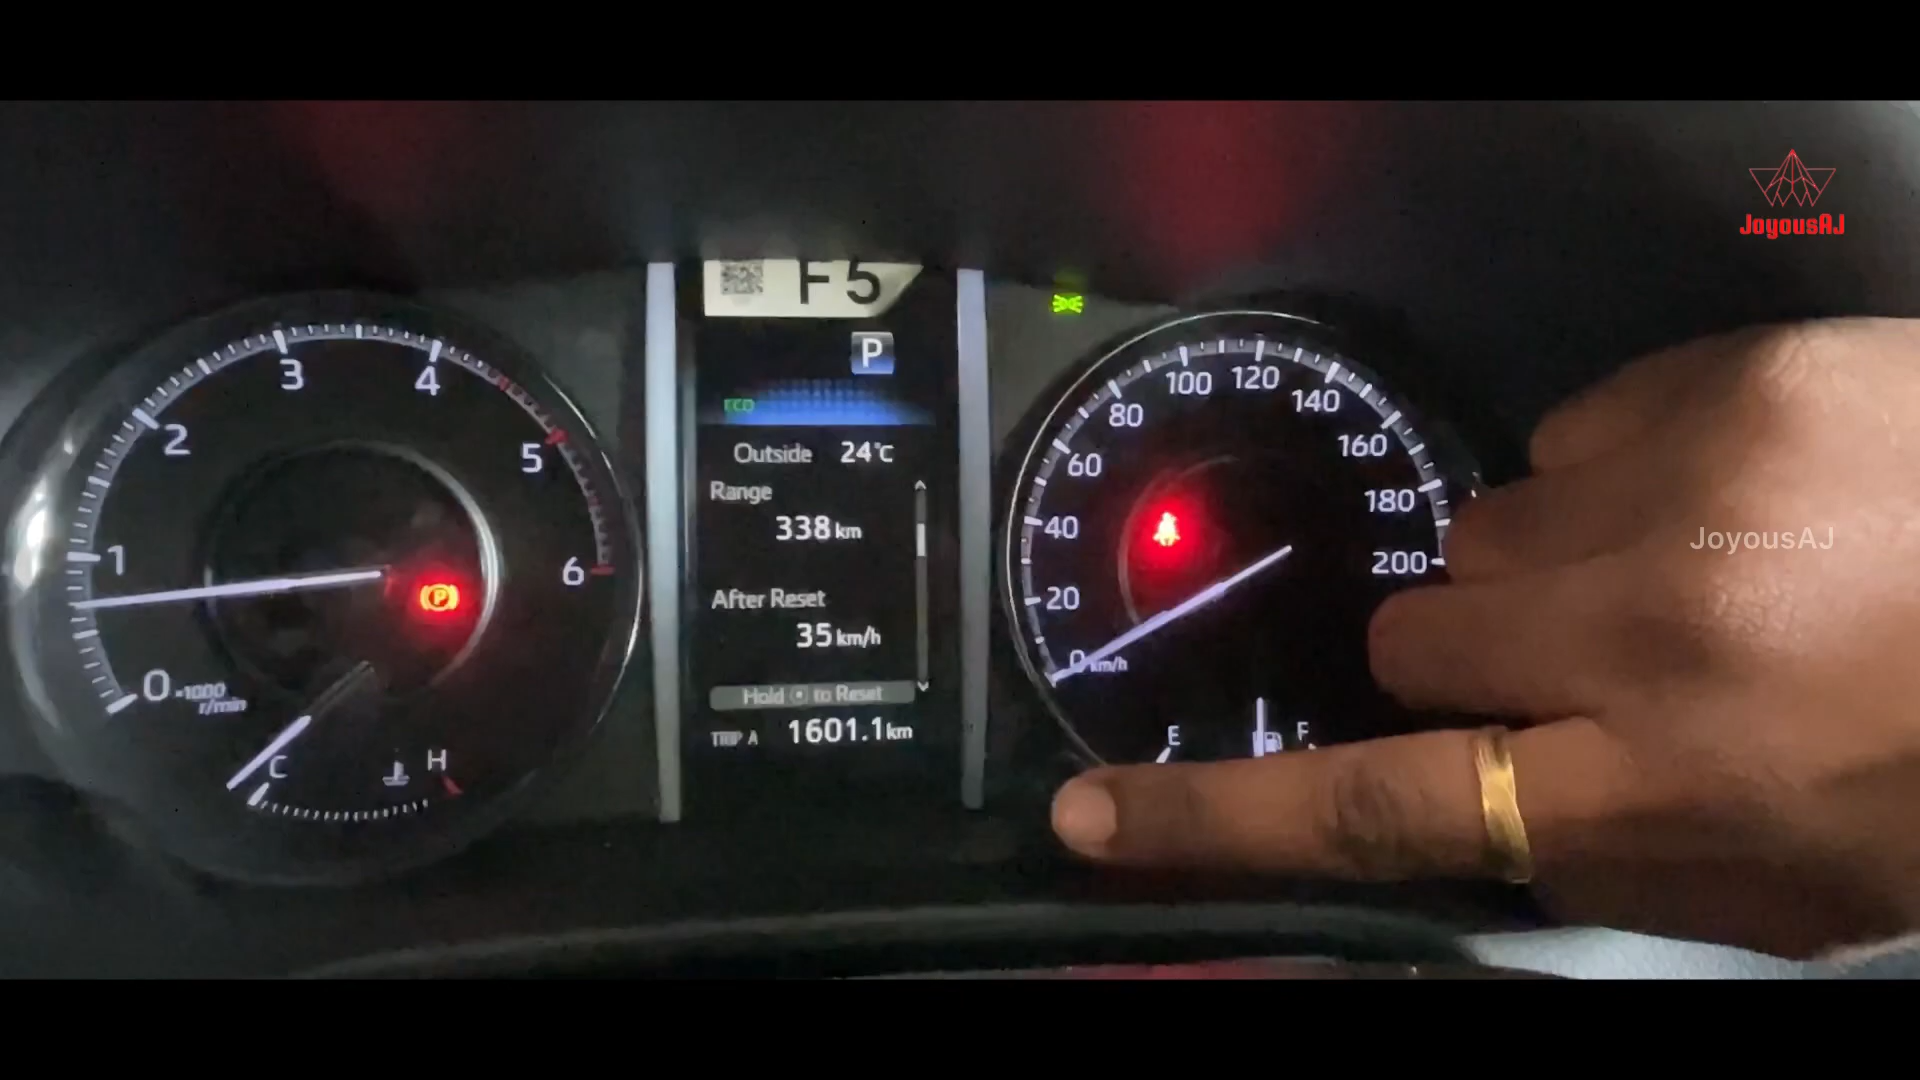 JoyousAJ
F5
P
ECO
Outside 24°C
Range
338 km
After Reset
35 km/h
Hold to Reset
TRIP A 1601.1 km
0 1 2 3 4 5 6
×1000
r/min
C H
P
0 20 40 60 80 100 120 140 160 180 200
km/h
E F
JoyousAJ